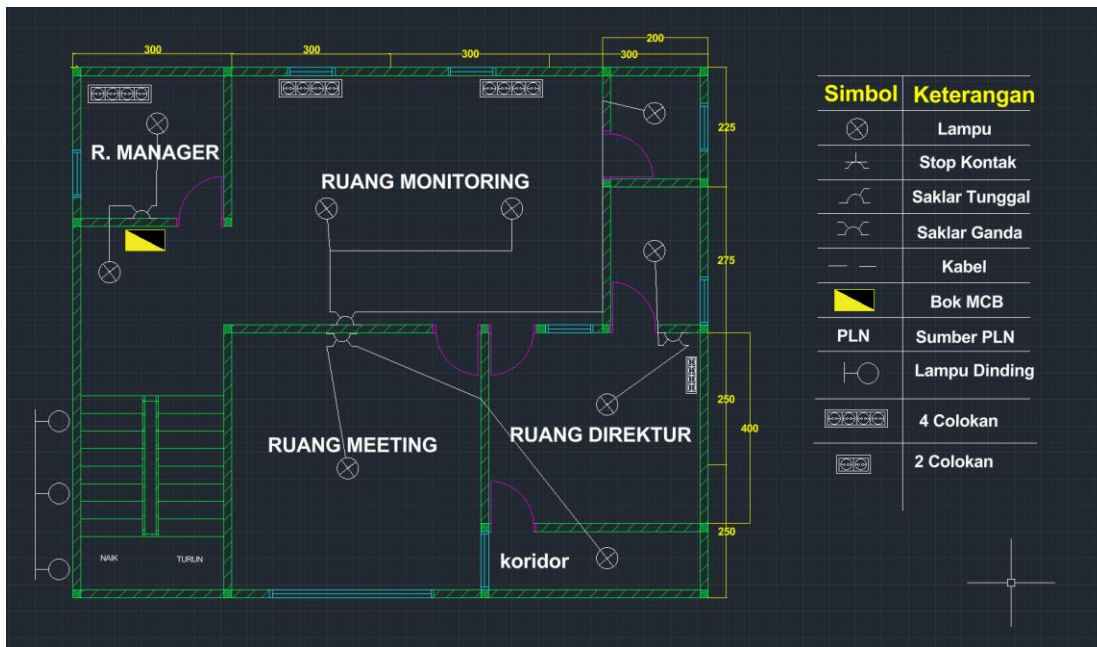 300
300
300
200
300
225
R. MANAGER
RUANG MONITORING
275
250
400
RUANG MEETING
RUANG DIREKTUR
250
NAIK
TURUN
koridor
Simbol Keterangan
Lampu
Stop Kontak
Saklar Tunggal
Saklar Ganda
Kabel
Bok MCB
PLN Sumber PLN
Lampu Dinding
4 Colokan
2 Colokan